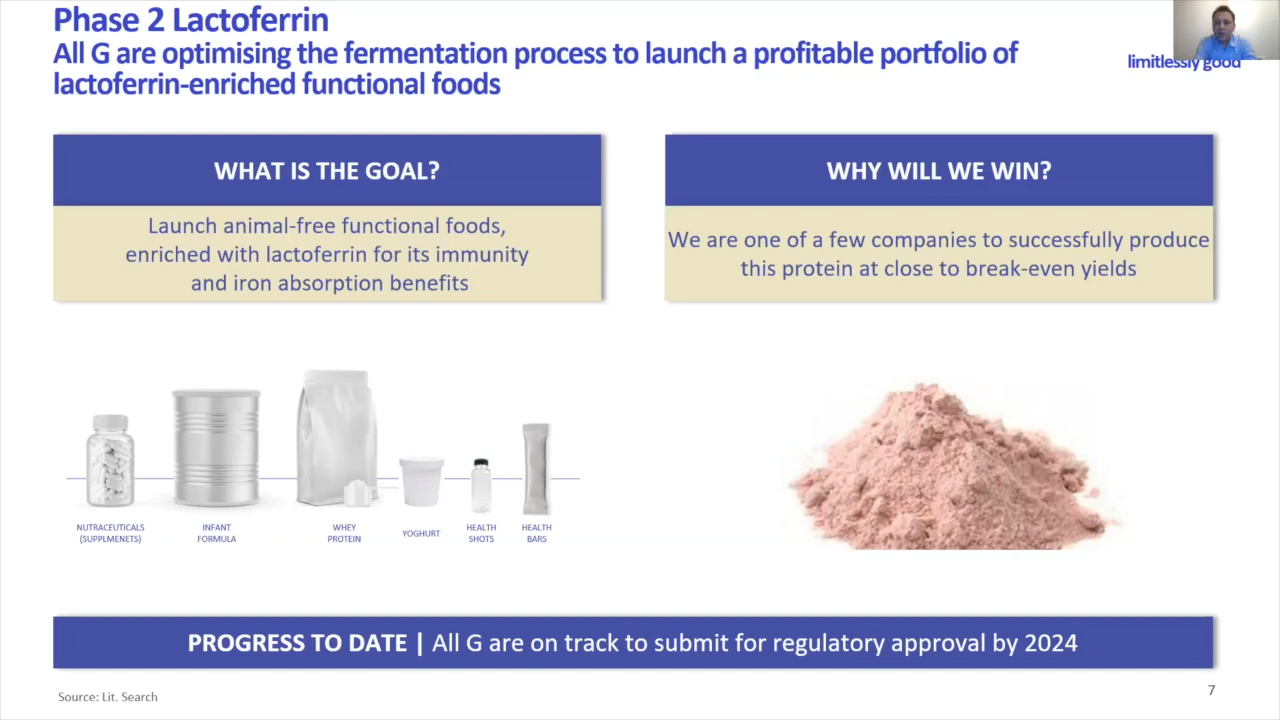 Phase 2 Lactoferrin
All G are optimising the fermentation process to launch a profitable portfolio of
lactoferrin-enriched functional foods
limitlessly good
WHAT IS THE GOAL?
Launch animal-free functional foods,
enriched with lactoferrin for its immunity
and iron absorption benefits
WHY WILL WE WIN?
We are one of a few companies to successfully produce
this protein at close to break-even yields
NUTRACEUTICALS
(SUPPLMENETS)
INFANT
FORMULA
WHEY
PROTEIN
YOGHURT
HEALTH
SHOTS
HEALTH
BARS
PROGRESS TO DATE | All G are on track to submit for regulatory approval by 2024
Source: Lit. Search
7